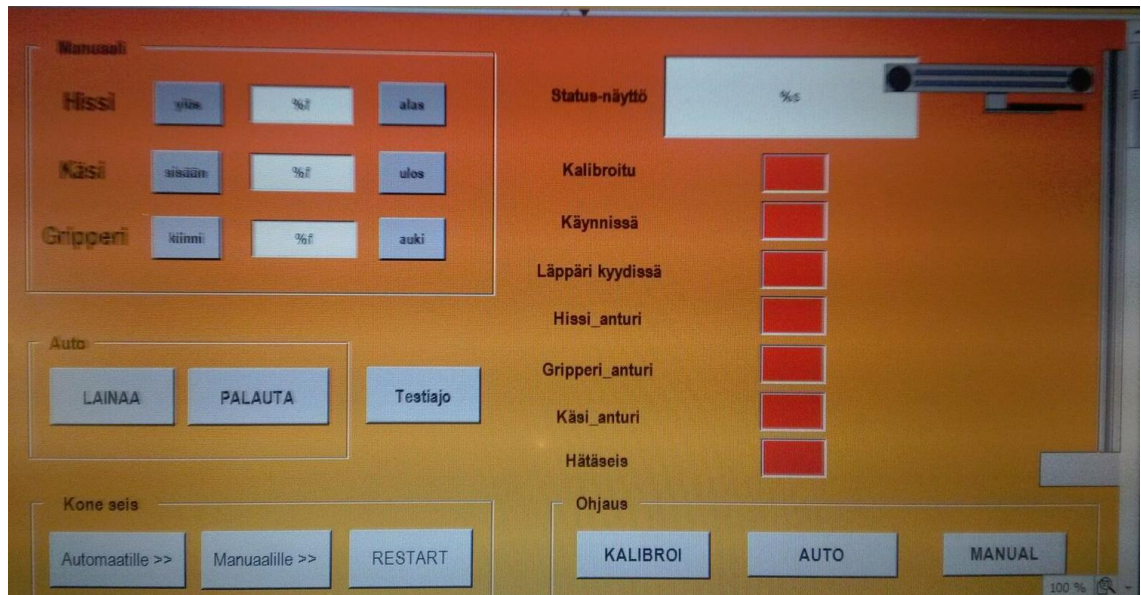 Manuaali
Hissi ylös %f alas
Käsi sisään %f ulos
Gripperi kiinni %f auki
Auto
LAINAA PALAUTA Testiajo
Kone seis
Automaatille >> Manuaalille >> RESTART
Status-näyttö %s
Kalibroitu
Käynnissä
Läppäri kyydissä
Hissi_anturi
Gripperi_anturi
Käsi_anturi
Hätäseis
Ohjaus
KALIBROI AUTO MANUAL
100 %